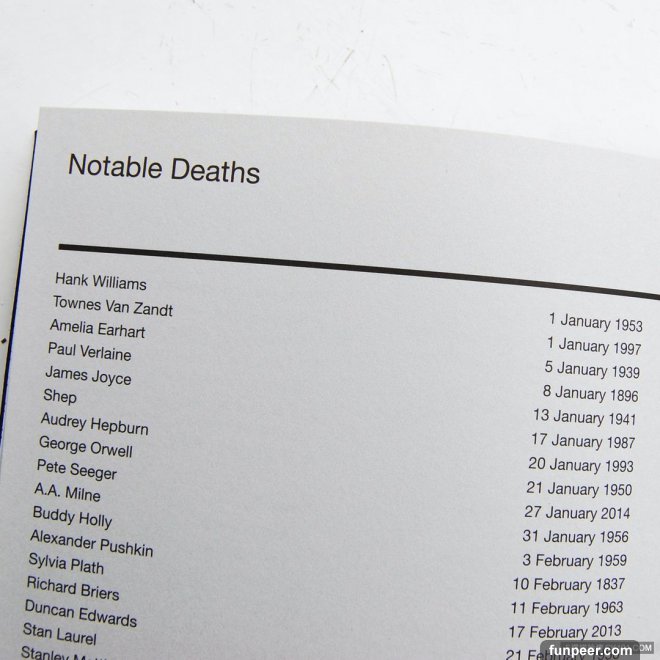 Notable Deaths
Hank Williams 1 January 1953
Townes Van Zandt 1 January 1997
Amelia Earhart 5 January 1939
Paul Verlaine 8 January 1896
James Joyce 13 January 1941
Shep 17 January 1987
Audrey Hepburn 20 January 1993
George Orwell 21 January 1950
Pete Seeger 27 January 2014
A.A. Milne 31 January 1956
Buddy Holly 3 February 1959
Alexander Pushkin 10 February 1837
Sylvia Plath 11 February 1963
Richard Briers 17 February 2013
Duncan Edwards 21
Stan Laurel
Stanley
funpeer.com